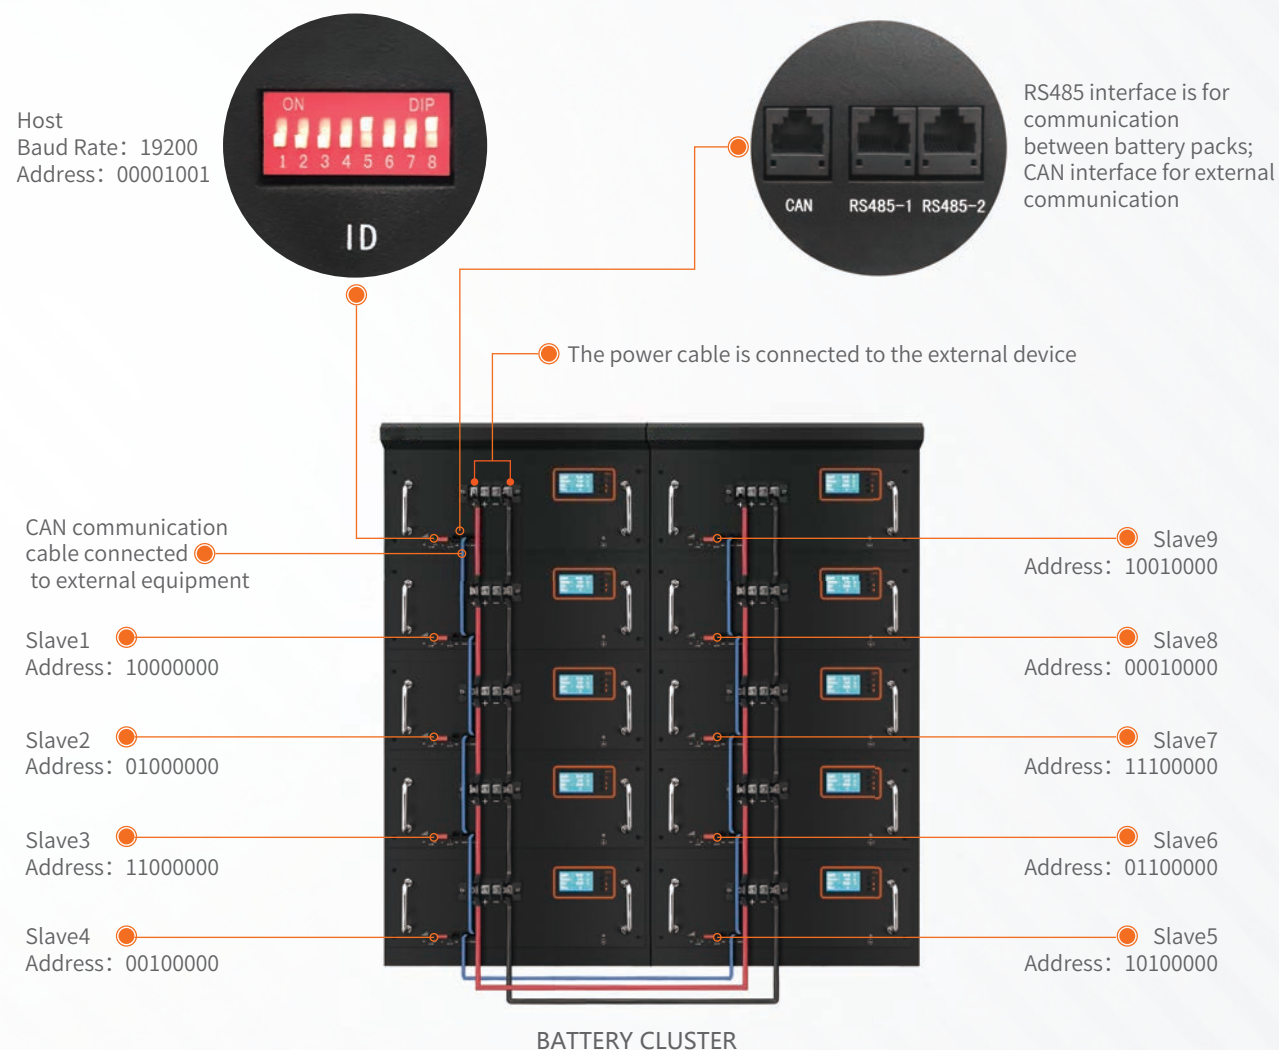 Host
Baud Rate：19200
Address：00001001
ON DIP
1 2 3 4 5 6 7 8
ID
CAN RS485-1 RS485-2
RS485 interface is for
communication
between battery packs;
CAN interface for external
communication
The power cable is connected to the external device
CAN communication
cable connected
to external equipment
Slave1
Address：10000000
Slave2
Address：01000000
Slave3
Address：11000000
Slave4
Address：00100000
Slave9
Address：10010000
Slave8
Address：00010000
Slave7
Address：11100000
Slave6
Address：01100000
Slave5
Address：10100000
BATTERY CLUSTER